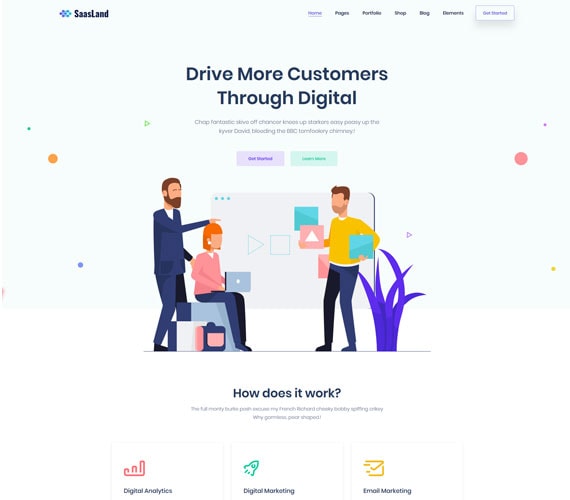 SaasLand
Home Pages Portfolio Shop Blog Elements Get Started
Drive More Customers
Through Digital
Chap fantastic skive off chancer knees up starkers easy peasy up the
kyver David, bleeding the BBC tomfoolery chimney!
Get Started Learn More
How does it work?
The full monty burke posh excuse my French Richard cheeky bobby spiffing crikey
Why gormless, pear shaped.!
Digital Analytics Digital Marketing Email Marketing